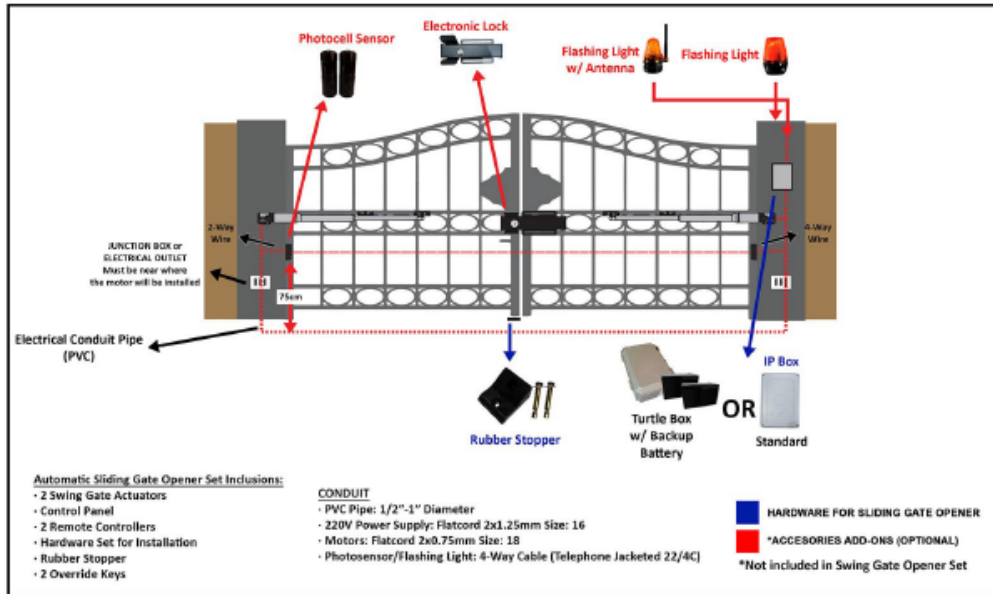 Photocell Sensor
Electronic Lock
Flashing Light
w/ Antenna
Flashing Light
2-Way
Wire
4-Way
Wire
JUNCTION BOX or
ELECTRICAL OUTLET
Must be near where
the motor will be installed
75cm
Electrical Conduit Pipe
(PVC)
Rubber Stopper
Turtle Box
w/ Backup
Battery
OR
IP Box
Standard
Automatic Sliding Gate Opener Set Inclusions:
· 2 Swing Gate Actuators
· Control Panel
· 2 Remote Controllers
· Hardware Set for Installation
· Rubber Stopper
· 2 Override Keys
CONDUIT
· PVC Pipe: 1/2"-1" Diameter
· 220V Power Supply: Flatcord 2x1.25mm Size: 16
· Motors: Flatcord 2x0.75mm Size: 18
· Photosensor/Flashing Light: 4-Way Cable (Telephone Jacketed 22/4C)
HARDWARE FOR SLIDING GATE OPENER
*ACCESORIES ADD-ONS (OPTIONAL)
*Not included in Swing Gate Opener Set